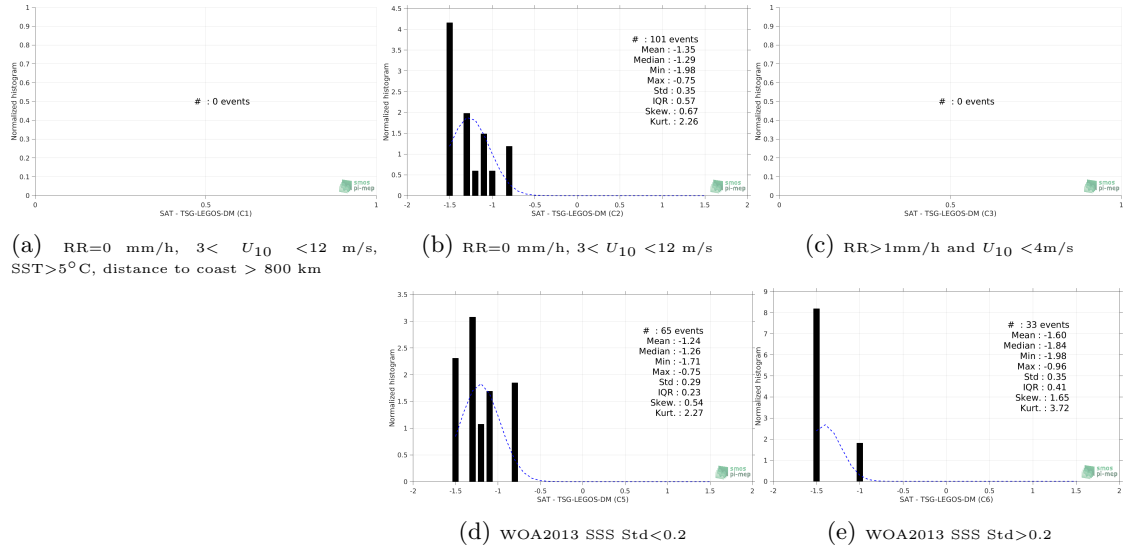 1
0.9
0.8
0.7
0.6
0.5
0.4
0.3
0.2
0.1
0
Normalized histogram
# : 0 events
0 0.5 1
SAT - TSG-LEGOS-DM (C1)
smos
pi-mep
4.5
4
3.5
3
2.5
2
1.5
1
0.5
0
Normalized histogram
# : 101 events
Mean : -1.35
Median : -1.29
Min : -1.98
Max : -0.75
Std : 0.35
IQR : 0.57
Skew. : 0.67
Kurt. : 2.26
-2 -1.5 -1 -0.5 0 0.5 1 1.5 2
SAT - TSG-LEGOS-DM (C2)
smos
pi-mep
1
0.9
0.8
0.7
0.6
0.5
0.4
0.3
0.2
0.1
0
Normalized histogram
# : 0 events
0 0.5 1
SAT - TSG-LEGOS-DM (C3)
smos
pi-mep
(a) RR=0 mm/h, 3< U10 <12 m/s,
SST>5°C, distance to coast > 800 km
(b) RR=0 mm/h, 3< U10 <12 m/s
(c) RR>1mm/h and U10 <4m/s
3.5
3
2.5
2
1.5
1
0.5
0
Normalized histogram
# : 65 events
Mean : -1.24
Median : -1.26
Min : -1.71
Max : -0.75
Std : 0.29
IQR : 0.23
Skew. : 0.54
Kurt. : 2.27
-2 -1.5 -1 -0.5 0 0.5 1 1.5 2
SAT - TSG-LEGOS-DM (C5)
smos
pi-mep
9
8
7
6
5
4
3
2
1
0
Normalized histogram
# : 33 events
Mean : -1.60
Median : -1.84
Min : -1.98
Max : -0.96
Std : 0.35
IQR : 0.41
Skew. : 1.65
Kurt. : 3.72
-2 -1.5 -1 -0.5 0 0.5 1 1.5 2
SAT - TSG-LEGOS-DM (C6)
smos
pi-mep
(d) WOA2013 SSS Std<0.2
(e) WOA2013 SSS Std>0.2